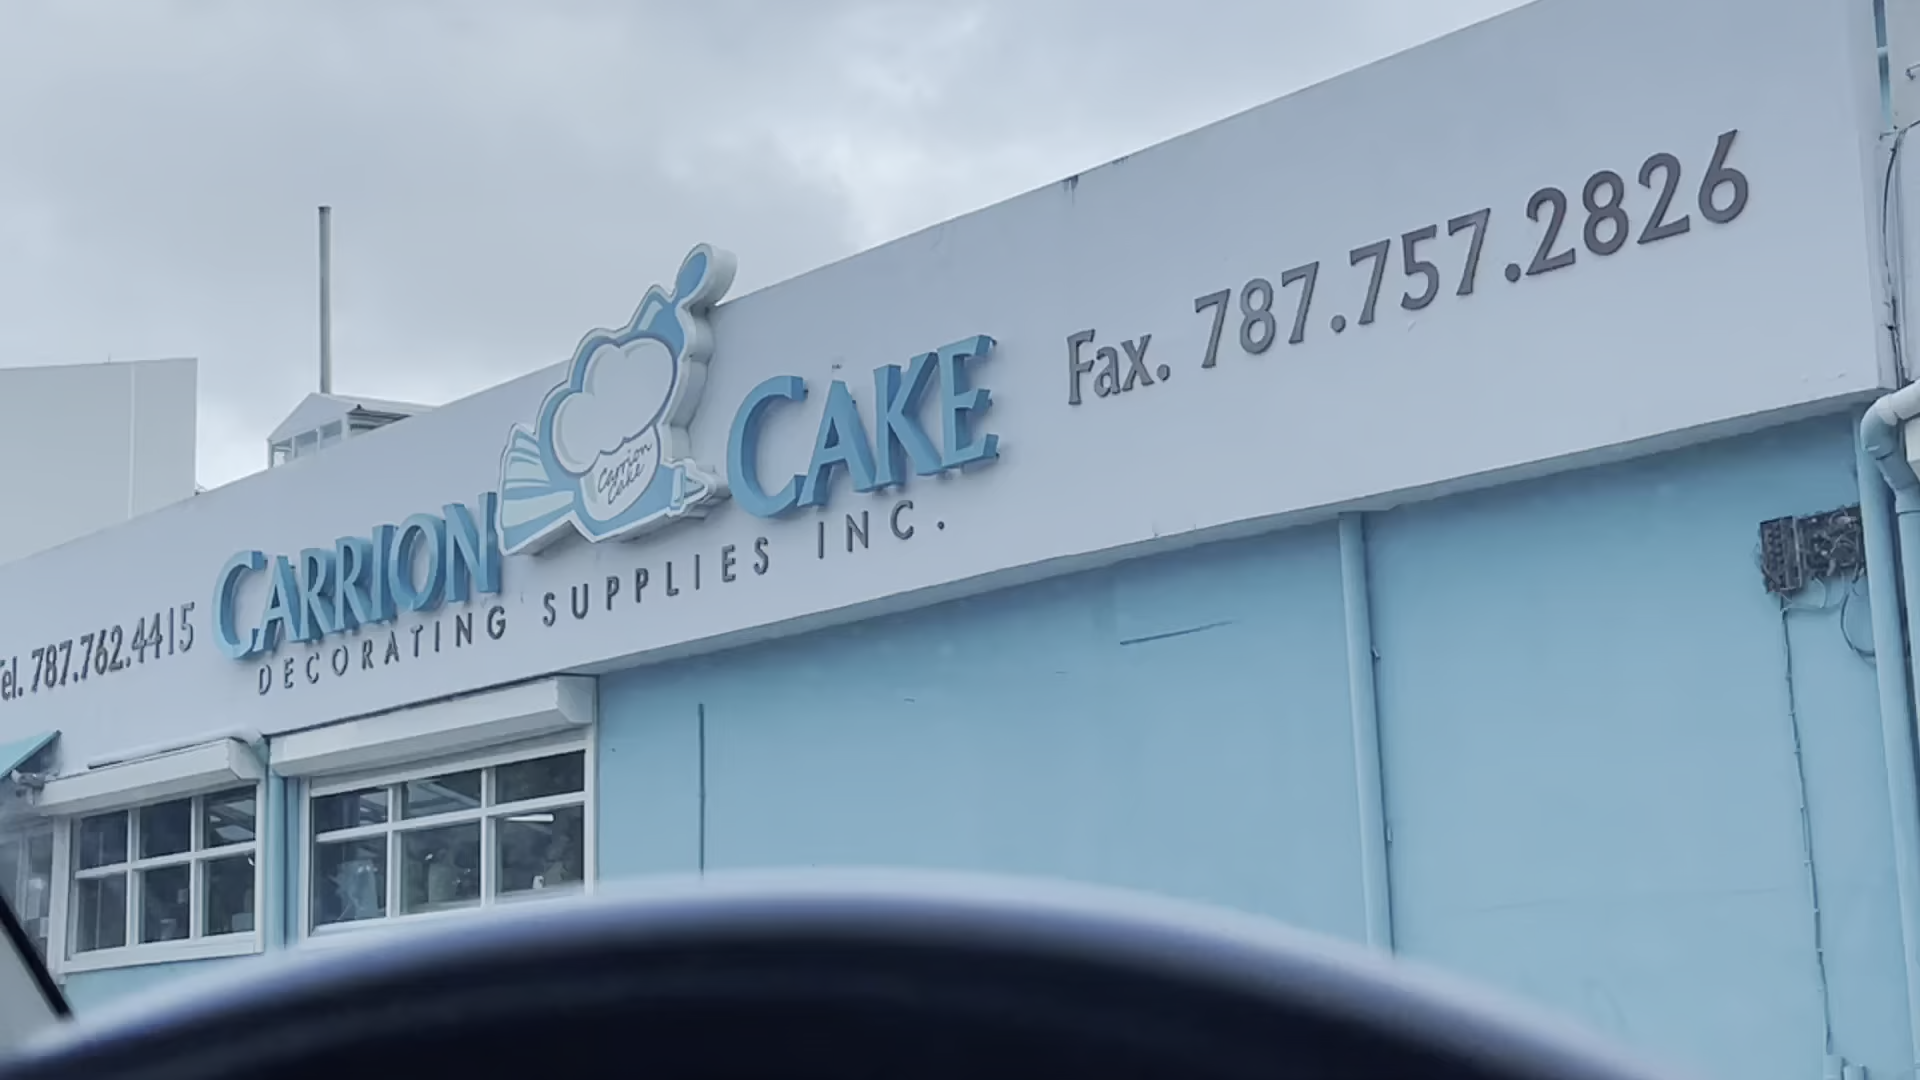 Tel. 787.762.4415
CARRION CAKE
Carrion
Cake
DECORATING SUPPLIES INC.
Fax. 787.757.2826